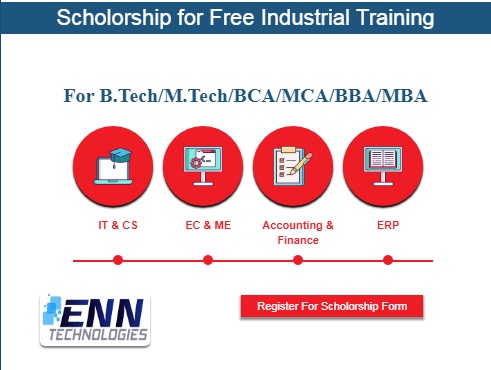 Scholorship for Free Industrial Training
For B.Tech/M.Tech/BCA/MCA/BBA/MBA
IT & CS
EC & ME
Accounting &
Finance
ERP
ENN
TECHNOLOGIES
Register For Scholorship Form